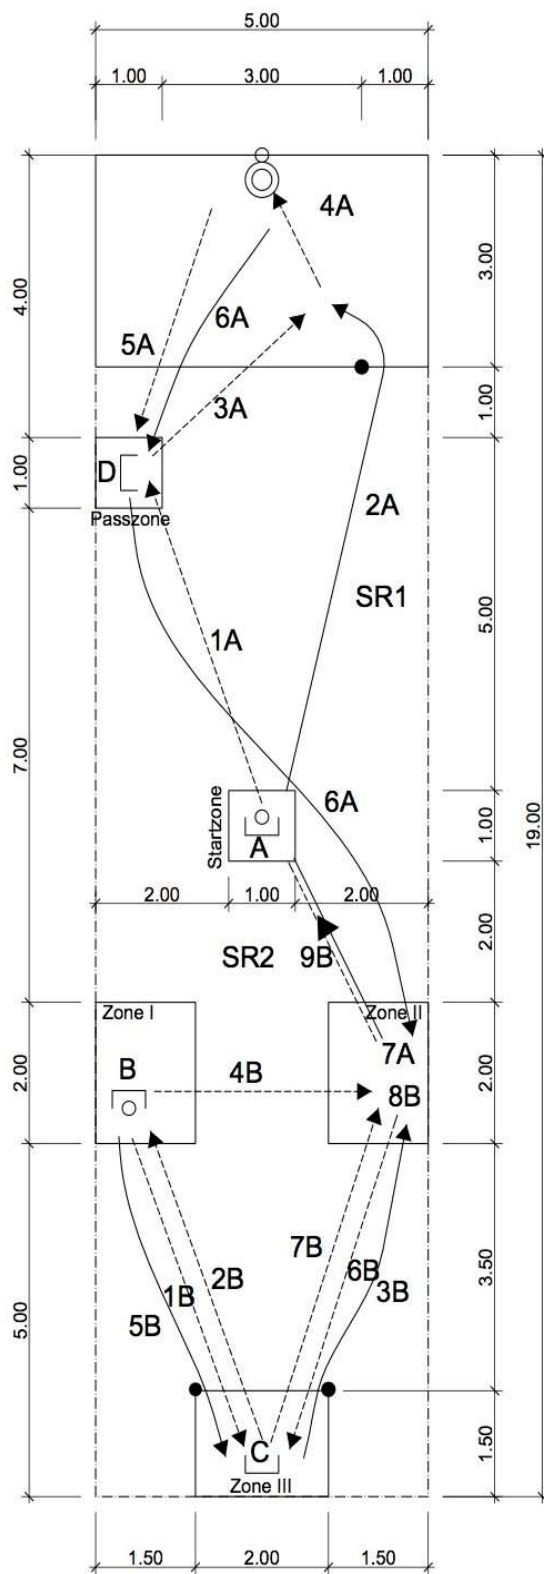 5.00
1.00 3.00 1.00
4A
4.00
3.00
6A
5A
3A
1.00
D
1.00
Passzone
2A
SR1
5.00
1A
7.00
6A
Startzone
A
1.00
19.00
2.00 1.00 2.00
2.00
SR2 9B
Zone I Zone II
7A
B
4B
8B
2.00
2.00
7B
6B
2B
3B
1B
5B
3.50
5.00
C
Zone III
1.50
1.50 2.00 1.50